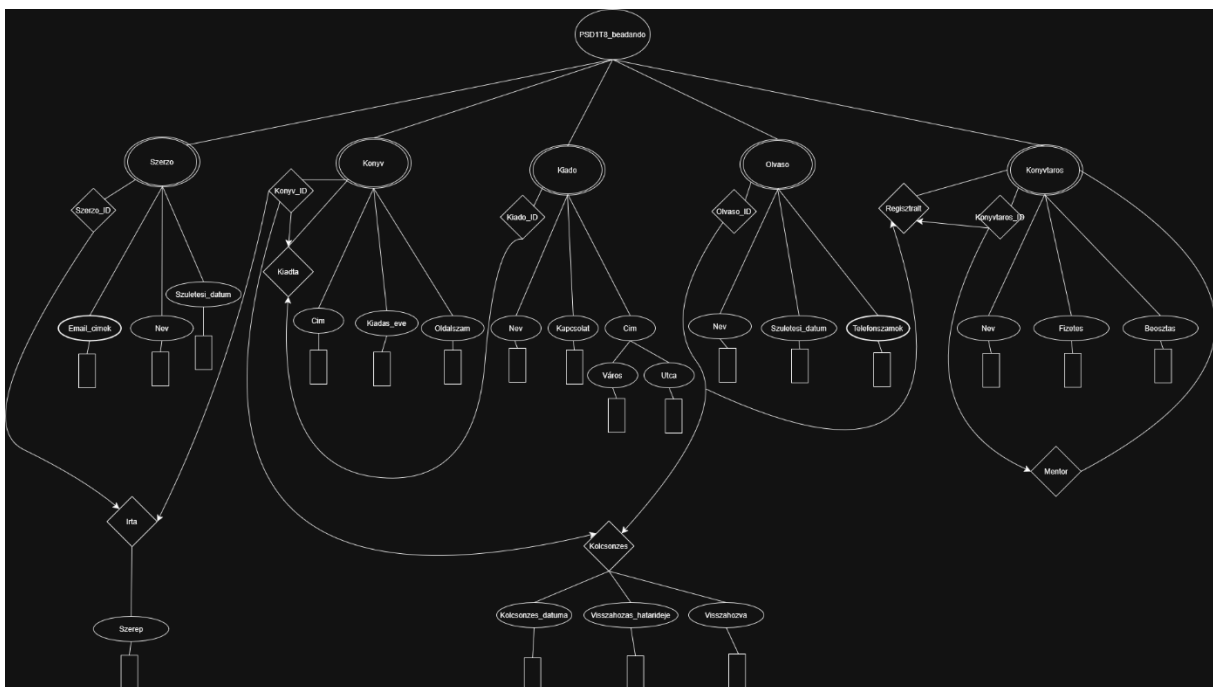 PSD1T8_beadando
Szerzo
Konyv
Kiado
Olvaso
Konyvtaros
Szerzo_ID
Konyv_ID
Kiado_ID
Olvaso_ID
Regisztralt
Konyvtaros_ID
Kiadta
Email_cimek
Nev
Szuletesi_datum
Cim
Kiadas_eve
Oldalszam
Nev
Kapcsolat
Cim
Nev
Szuletesi_datum
Telefonszamok
Nev
Fizetes
Beosztas
Város
Utca
Mentor
Irta
Kolcsonzes
Szerep
Kolcsonzes_datuma
Visszahozas_hatarideje
Visszahozva